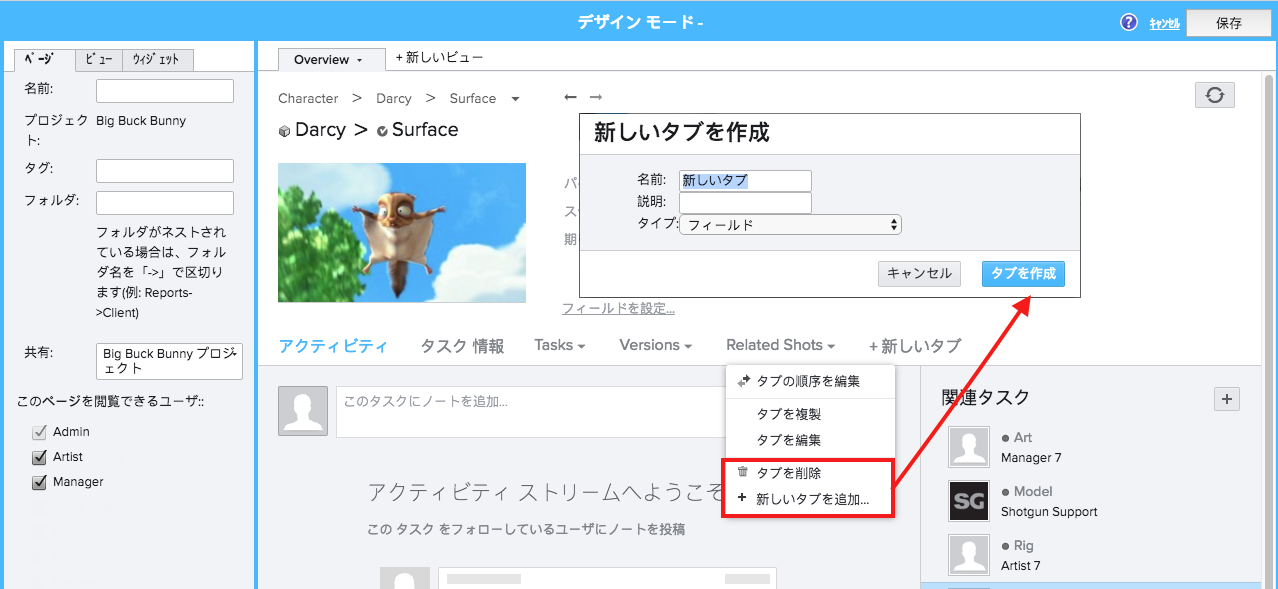 デザイン モード -
? ｷｬﾝｾﾙ 保存
ﾍﾟｰｼﾞ ﾋﾞｭｰ ｳｨｼﾞｪｯﾄ
名前:
プロジェク
ト:
Big Buck Bunny
タグ:
フォルダ:
フォルダがネストされ
ている場合は、フォル
ダ名を「->」で区切り
ます(例: Reports-
>Client)
共有:
Big Buck Bunny プロジ
ェクト
このページを閲覧できるユーザ::
Admin
Artist
Manager
Overview + 新しいビュー
Character > Darcy > Surface
Darcy > Surface
パ
ス
期
フィールドを設定...
新しいタブを作成
名前: 新しいタブ
説明:
タイプ: フィールド
キャンセル タブを作成
アクティビティ タスク 情報 Tasks Versions Related Shots + 新しいタブ
タブの順序を編集
タブを複製
タブを編集
タブを削除
+ 新しいタブを追加...
このタスクにノートを追加...
アクティビティ ストリームへようこそ
この タスク をフォローしているユーザにノートを投稿
関連タスク +
Art
Manager 7
SG
Model
Shotgun Support
Rig
Artist 7